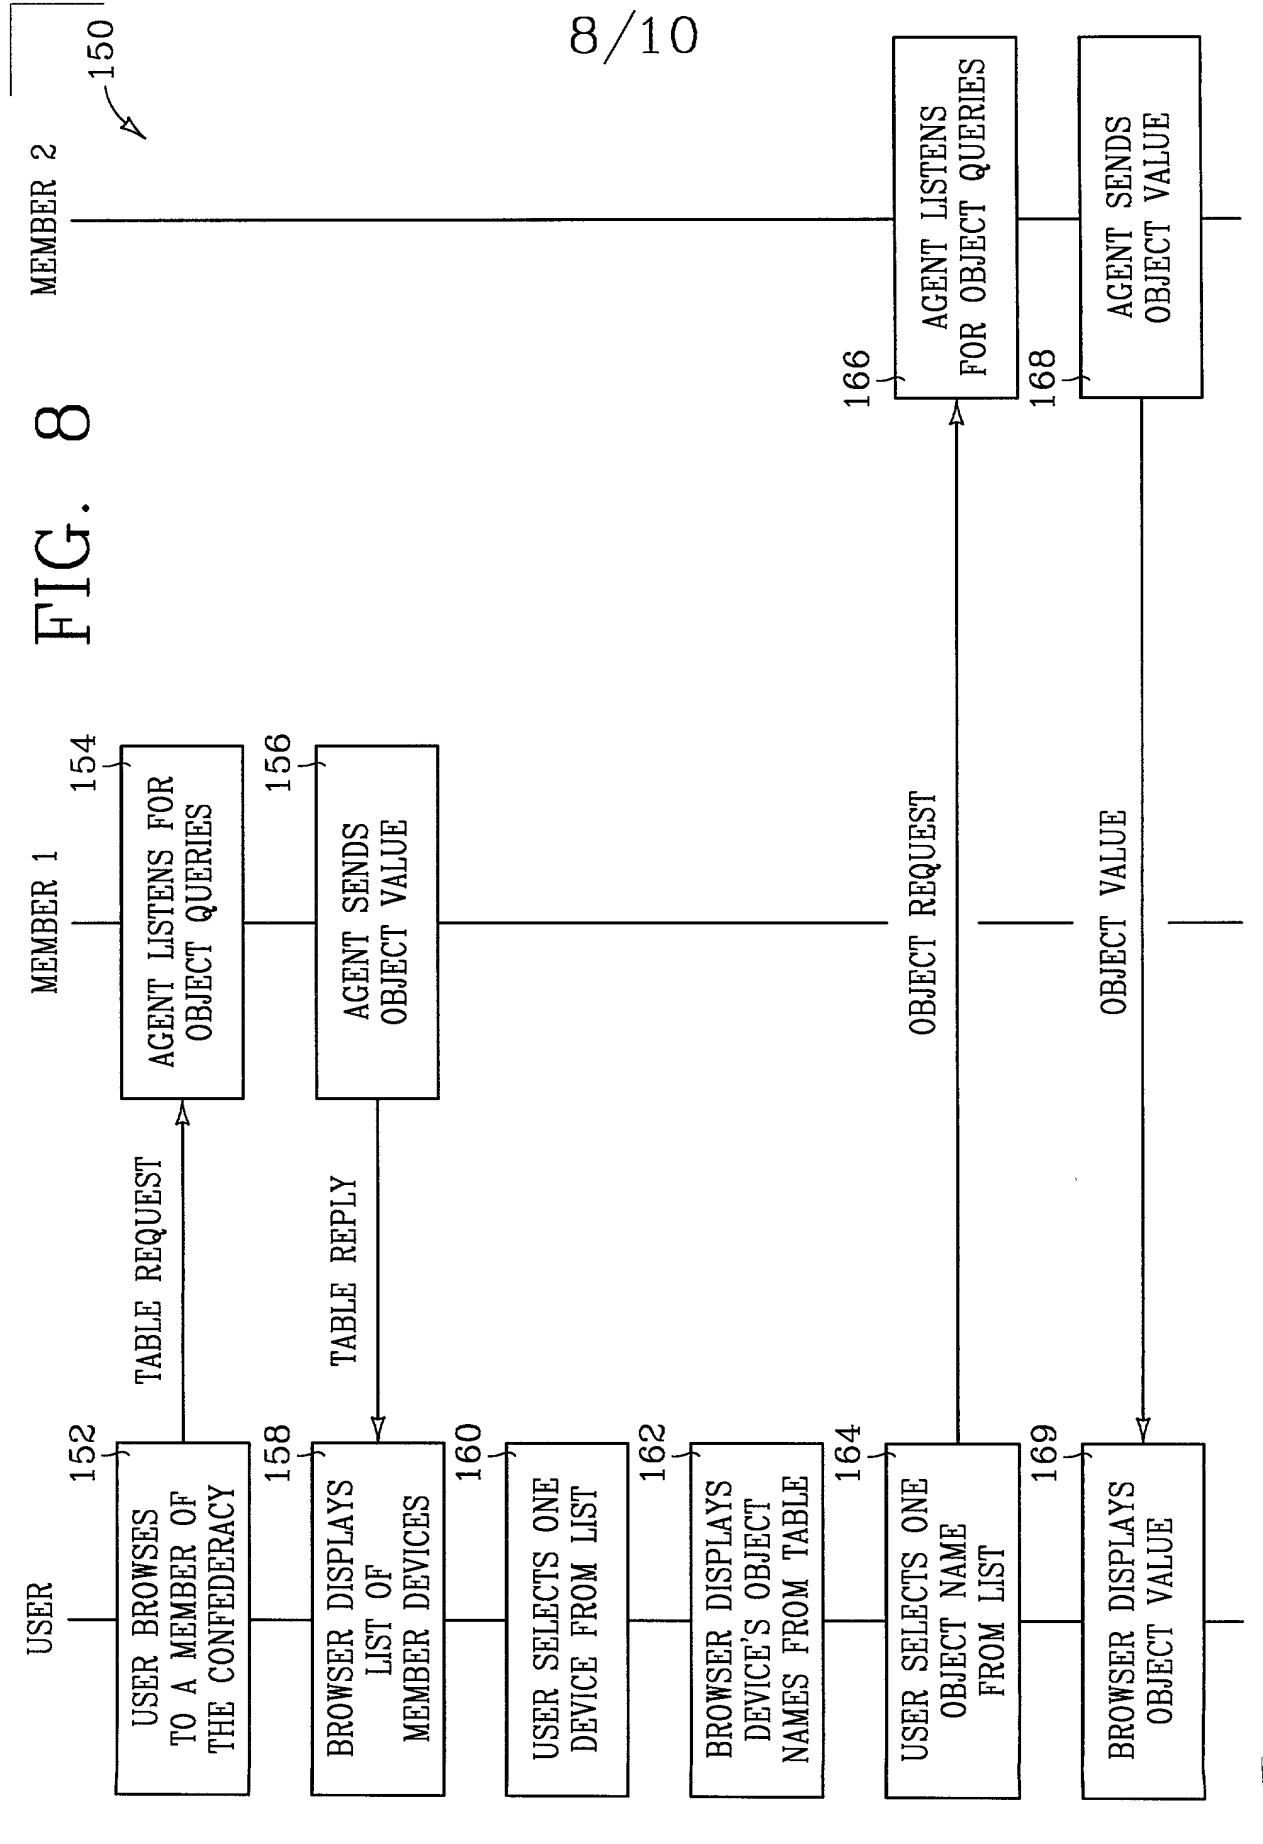 8/10
FIG. 8
150
USER
MEMBER 1
MEMBER 2
152
USER BROWSES
TO A MEMBER OF
THE CONFEDERACY
TABLE REQUEST
154
AGENT LISTENS FOR
OBJECT QUERIES
156
AGENT SENDS
OBJECT VALUE
TABLE REPLY
158
BROWSER DISPLAYS
LIST OF
MEMBER DEVICES
160
USER SELECTS ONE
DEVICE FROM LIST
162
BROWSER DISPLAYS
DEVICE'S OBJECT
NAMES FROM TABLE
164
USER SELECTS ONE
OBJECT NAME
FROM LIST
OBJECT REQUEST
166
AGENT LISTENS
FOR OBJECT QUERIES
168
AGENT SENDS
OBJECT VALUE
OBJECT VALUE
169
BROWSER DISPLAYS
OBJECT VALUE